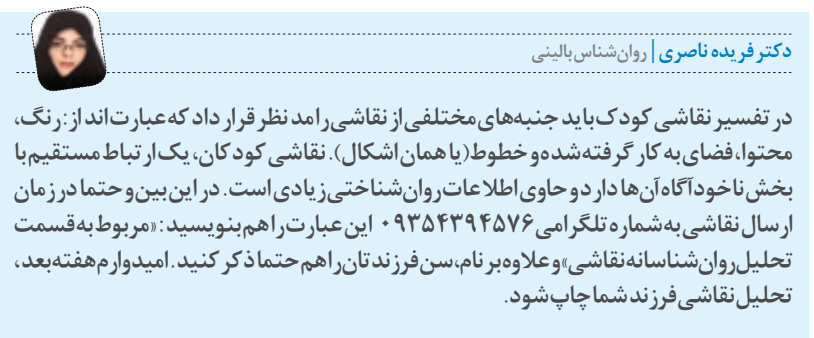 دکتر فریده ناصری | روان‌شناس بالینی
در تفسیر نقاشی کودک باید جنبه‌های مختلفی از نقاشی را مد نظر قرار داد که عبارت‌اند از: رنگ،
محتوا، فضای به کار گرفته شده و خطوط (یا همان اشکال). نقاشی کودکان، یک ارتباط مستقیم با
بخش ناخودآگاه آن‌ها دارد و حاوی اطلاعات روان‌شناختی زیادی است. در این بین و حتما در زمان
ارسال نقاشی به شماره تلگرامی ۰۹۳۵۴۳۹۴۵۷۶ این عبارت را هم بنویسید: «مربوط به قسمت
تحلیل روان‌شناسانه نقاشی» و علاوه بر نام، سن فرزندتان را هم حتما ذکر کنید. امیدوارم هفته بعد،
تحلیل نقاشی فرزند شما چاپ شود.